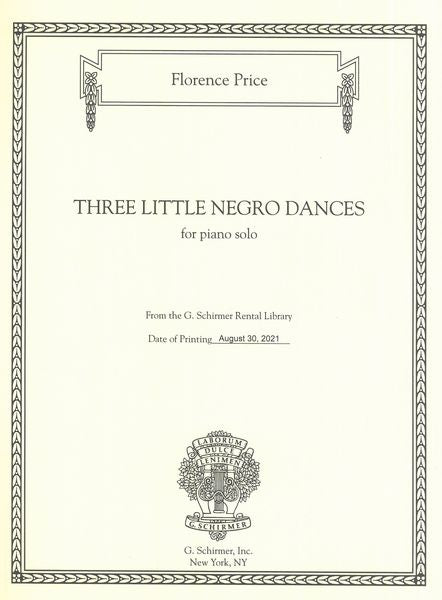 Florence Price
THREE LITTLE NEGRO DANCES
for piano solo
From the G. Schirmer Rental Library
Date of Printing August 30, 2021
LABORUM
DULCE
LENIMEN
G. SCHIRMER
G. Schirmer, Inc.
New York, NY